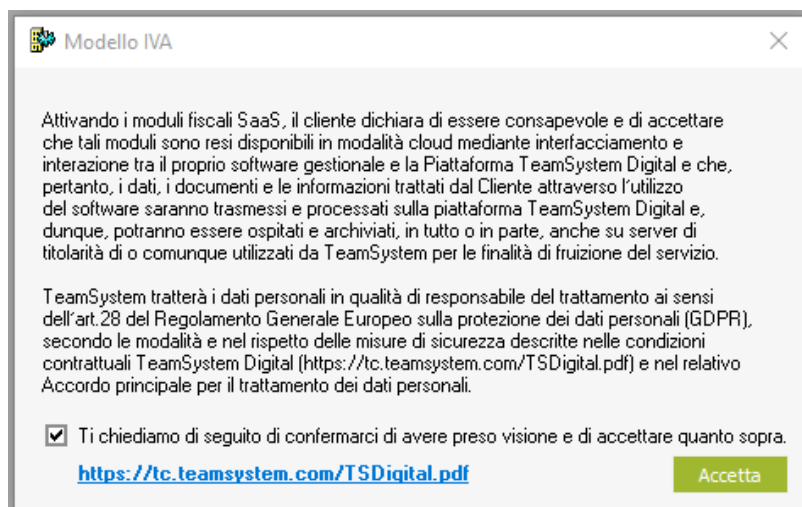 Modello IVA
Attivando i moduli fiscali SaaS, il cliente dichiara di essere consapevole e di accettare
che tali moduli sono resi disponibili in modalità cloud mediante interfacciamento e
interazione tra il proprio software gestionale e la Piattaforma TeamSystem Digital e che,
pertanto, i dati, i documenti e le informazioni trattati dal Cliente attraverso l'utilizzo
del software saranno trasmessi e processati sulla piattaforma TeamSystem Digital e,
dunque, potranno essere ospitati e archiviati, in tutto o in parte, anche su server di
titolarità di o comunque utilizzati da TeamSystem per le finalità di fruizione del servizio.
TeamSystem tratterà i dati personali in qualità di responsabile del trattamento ai sensi
dell'art.28 del Regolamento Generale Europeo sulla protezione dei dati personali (GDPR),
secondo le modalità e nel rispetto delle misure di sicurezza descritte nelle condizioni
contrattuali TeamSystem Digital (https://tc.teamsystem.com/TSDigital.pdf) e nel relativo
Accordo principale per il trattamento dei dati personali.
Ti chiediamo di seguito di confermarci di avere preso visione e di accettare quanto sopra.
https://tc.teamsystem.com/TSDigital.pdf
Accetta